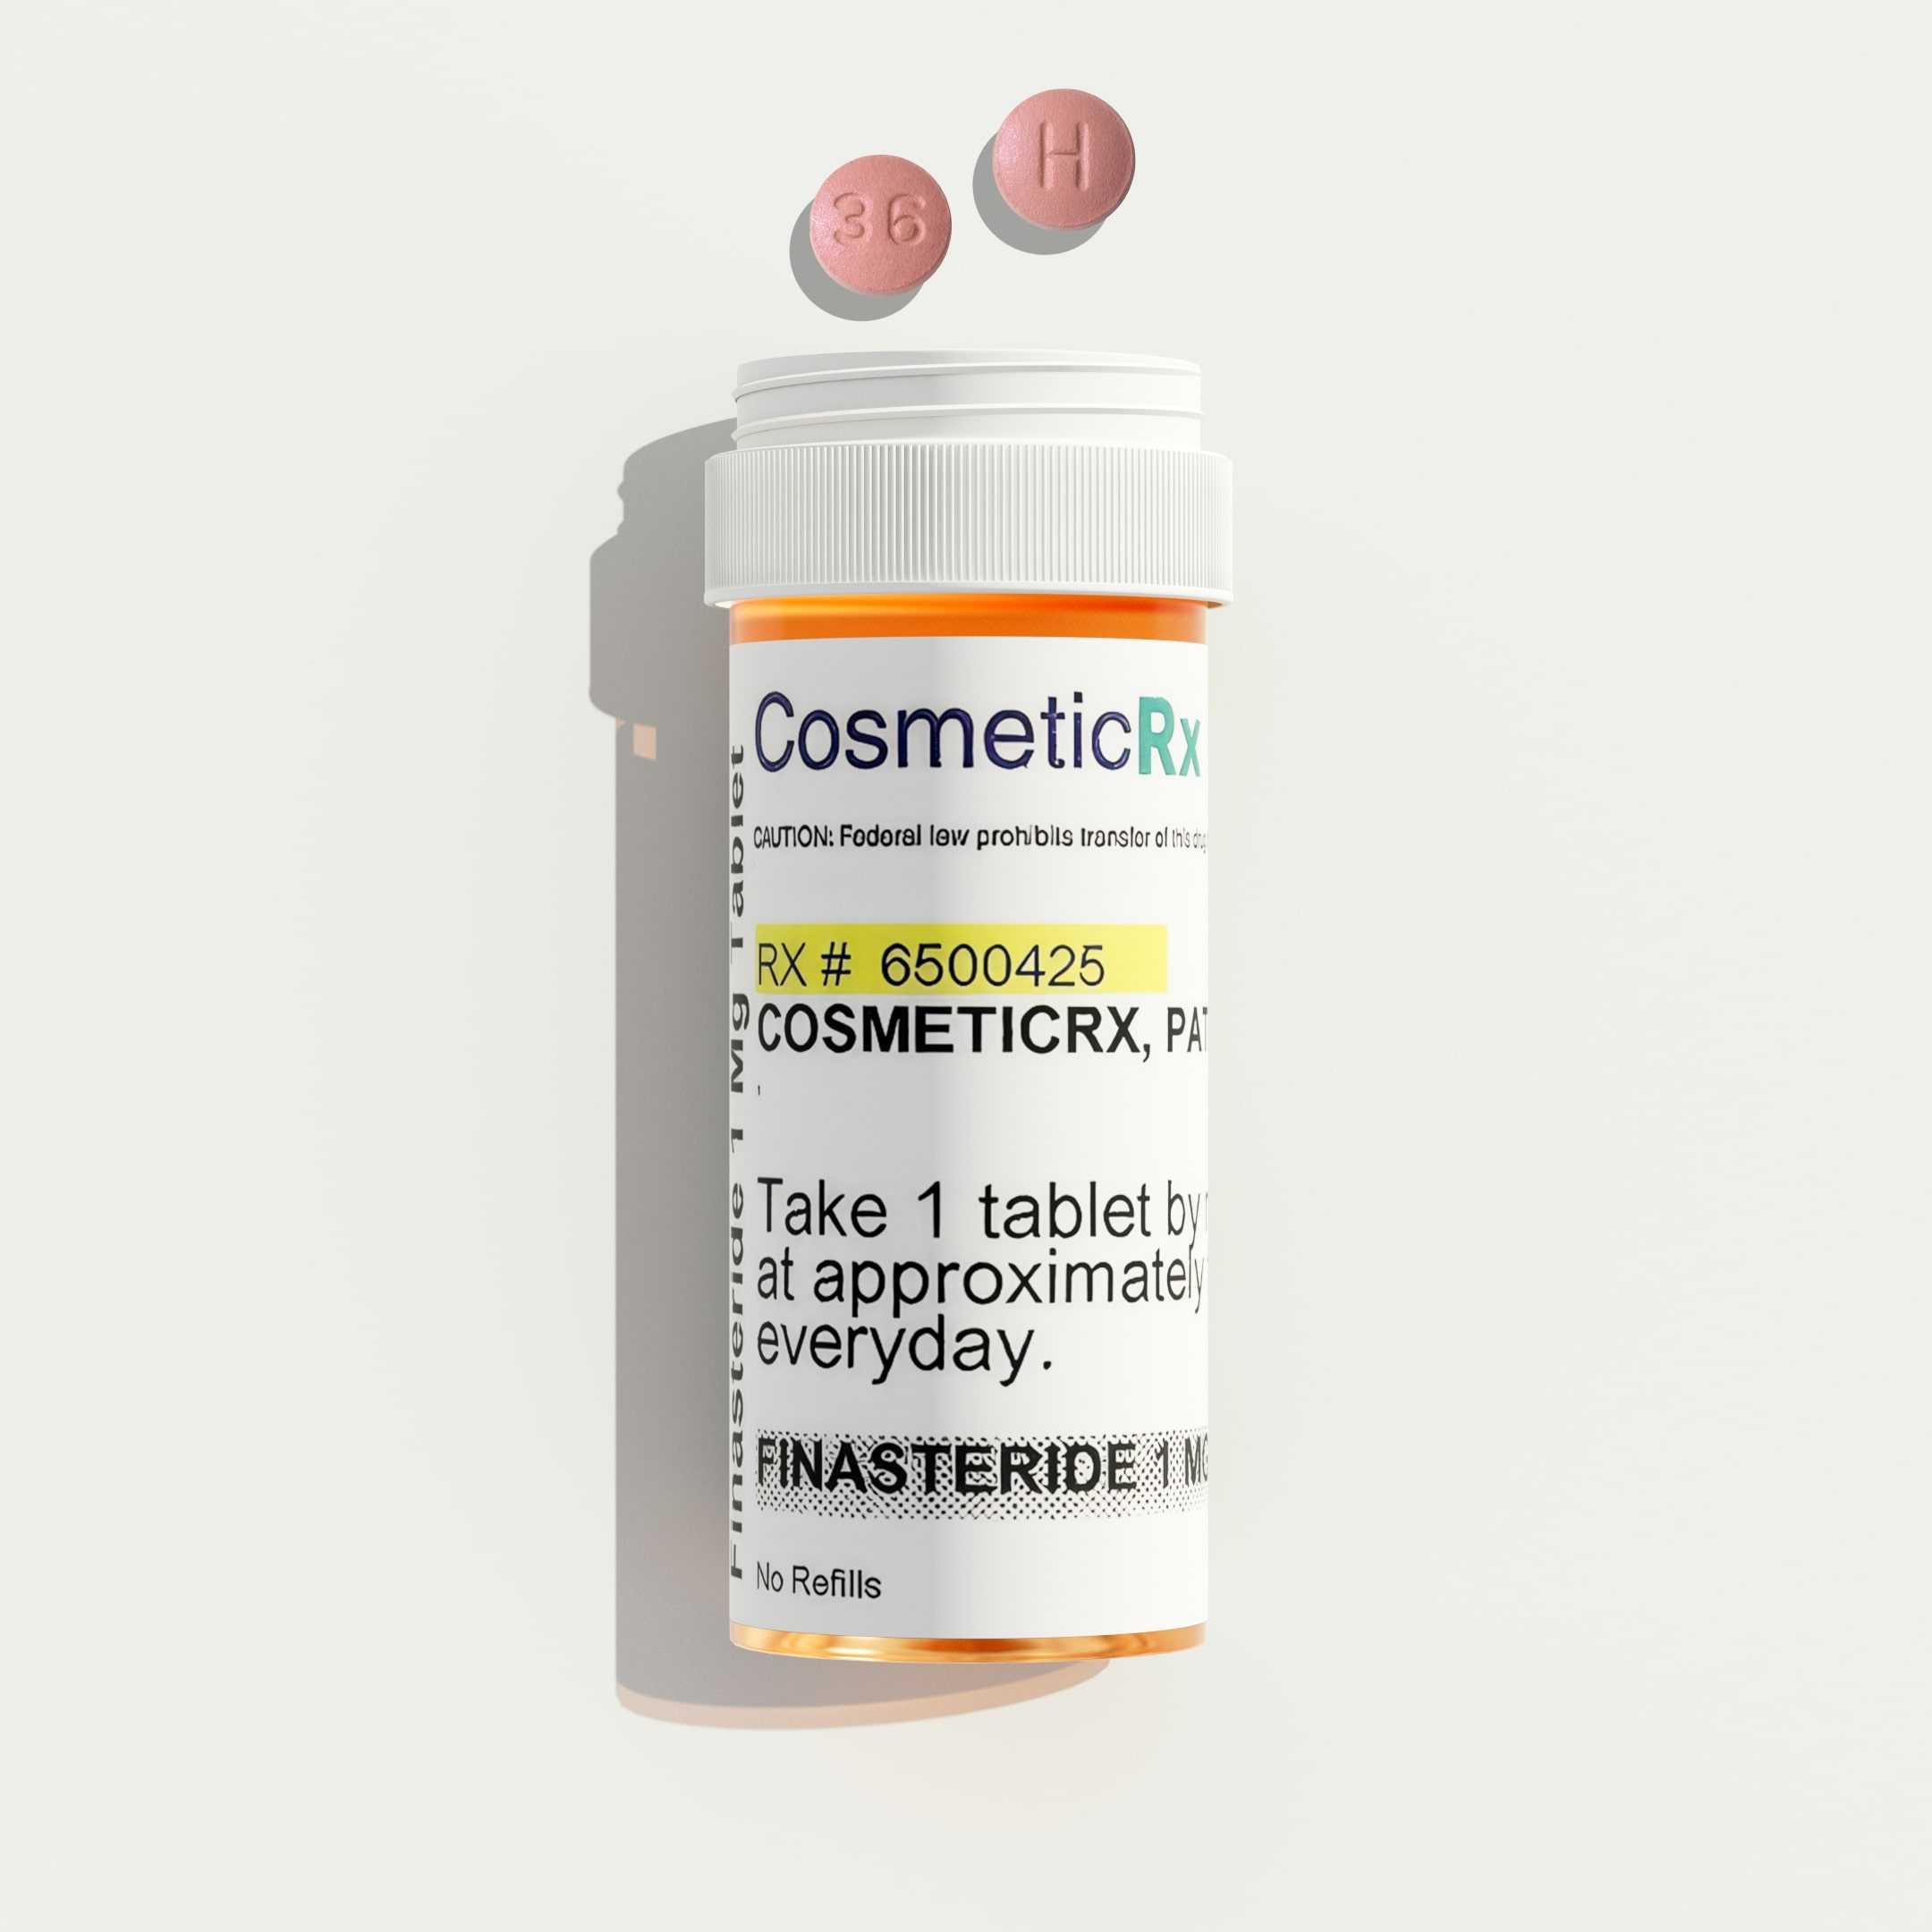 36
H
CosmeticRx
CAUTION: Federal law prohibits transfer of this drug
RX # 6500425
COSMETICRX, PAT
,
Take 1 tablet by
at approximately
everyday.
FINASTERIDE 1 MG
No Refills
Finasteride 1 Mg Tablet